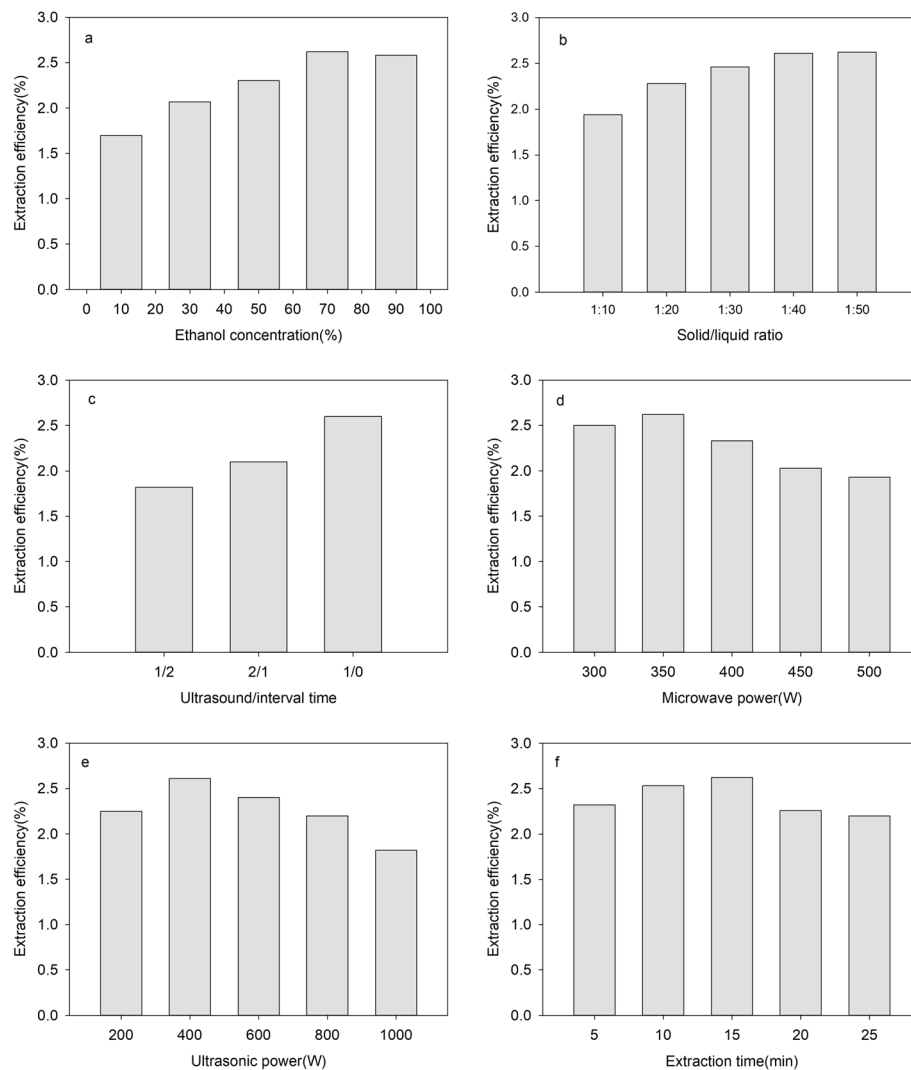 a
3.0
2.5
2.0
1.5
1.0
0.5
0.0
Extraction efficiency(%)
0 10 20 30 40 50 60 70 80 90 100
Ethanol concentration(%)
b
3.0
2.5
2.0
1.5
1.0
0.5
0.0
Extraction efficiency(%)
1:10 1:20 1:30 1:40 1:50
Solid/liquid ratio
c
3.0
2.5
2.0
1.5
1.0
0.5
0.0
Extraction efficiency(%)
1/2 2/1 1/0
Ultrasound/interval time
d
3.0
2.5
2.0
1.5
1.0
0.5
0.0
Extraction efficiency(%)
300 350 400 450 500
Microwave power(W)
e
3.0
2.5
2.0
1.5
1.0
0.5
0.0
Extraction efficiency(%)
200 400 600 800 1000
Ultrasonic power(W)
f
3.0
2.5
2.0
1.5
1.0
0.5
0.0
Extraction efficiency(%)
5 10 15 20 25
Extraction time(min)